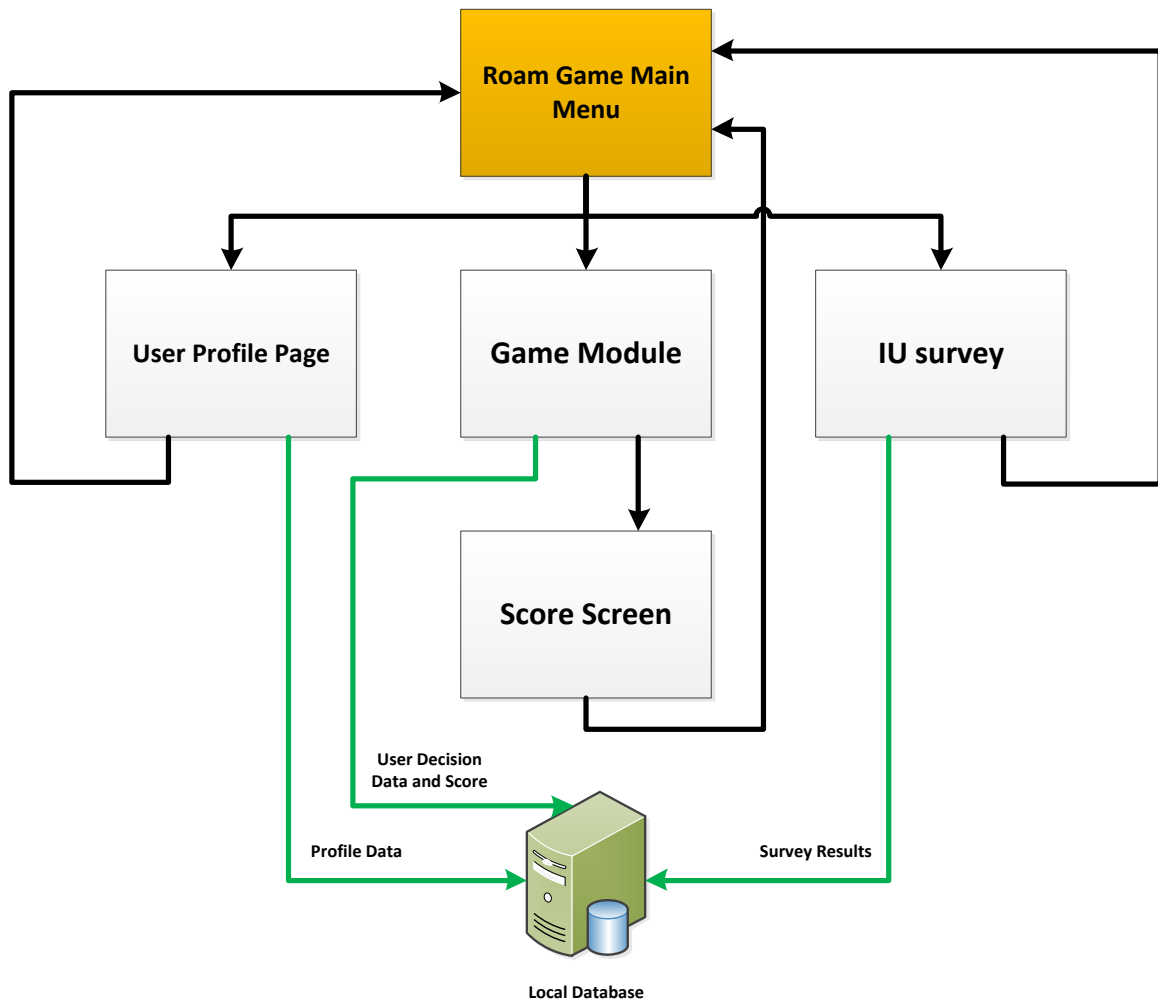 Roam Game Main
Menu
User Profile Page
Game Module
IU survey
Score Screen
User Decision
Data and Score
Profile Data
Survey Results
Local Database